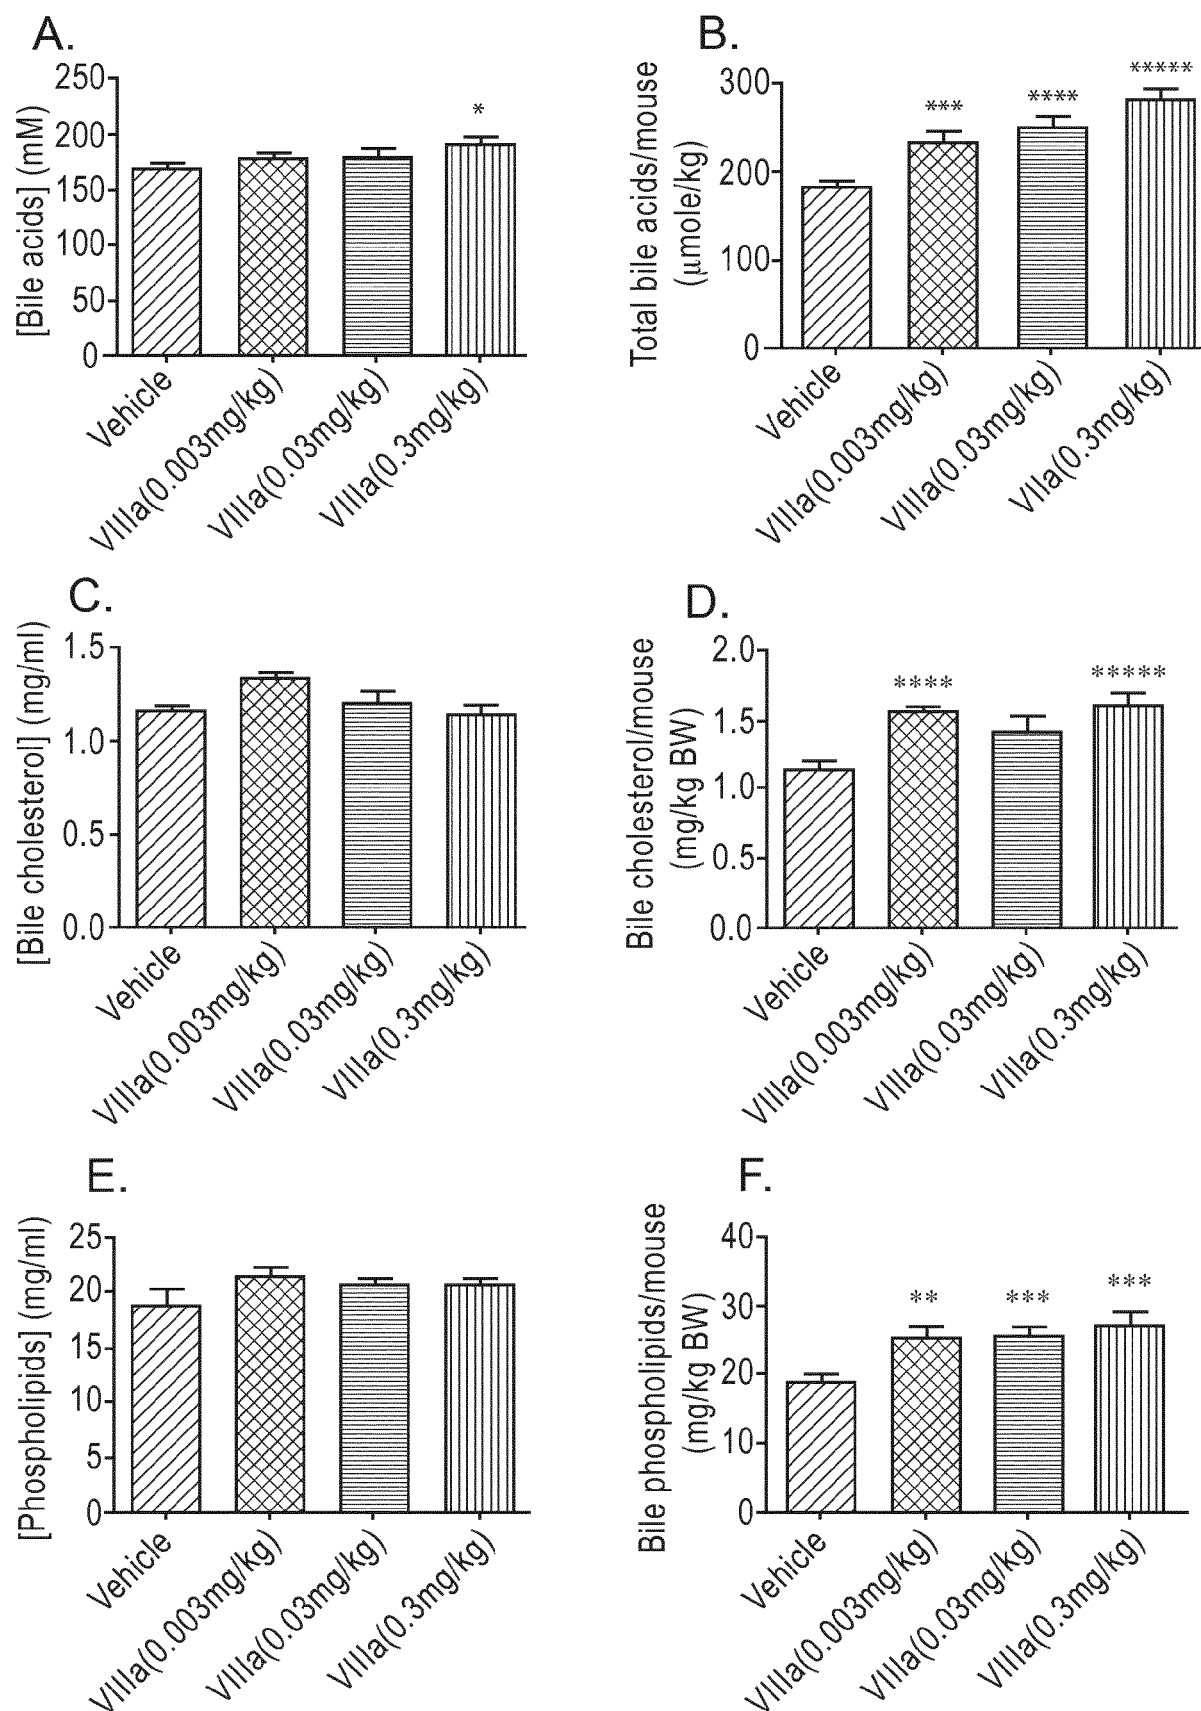 A.
[Bile acids] (mM)
250
200
150
100
50
0
*
Vehicle
VIIIa(0.003mg/kg)
VIIIa(0.03mg/kg)
VIIIa(0.3mg/kg)
B.
Total bile acids/mouse
(μmole/kg)
300
200
100
0
***
****
*****
Vehicle
VIIIa(0.003mg/kg)
VIIIa(0.03mg/kg)
VIIa(0.3mg/kg)
C.
[Bile cholesterol] (mg/ml)
1.5
1.0
0.5
0.0
Vehicle
VIIIa(0.003mg/kg)
VIIIa(0.03mg/kg)
VIIIa(0.3mg/kg)
D.
Bile cholesterol/mouse
(mg/kg BW)
2.0
1.5
1.0
0.5
0.0
****
*****
Vehicle
VIIIa(0.003mg/kg)
VIIIa(0.03mg/kg)
VIIIa(0.3mg/kg)
E.
[Phospholipids] (mg/ml)
25
20
15
10
5
0
Vehicle
VIIIa(0.003mg/kg)
VIIIa(0.03mg/kg)
VIIIa(0.3mg/kg)
F.
Bile phospholipids/mouse
(mg/kg BW)
40
30
20
10
0
**
***
***
Vehicle
VIIIa(0.003mg/kg)
VIIIa(0.03mg/kg)
VIIIa(0.3mg/kg)